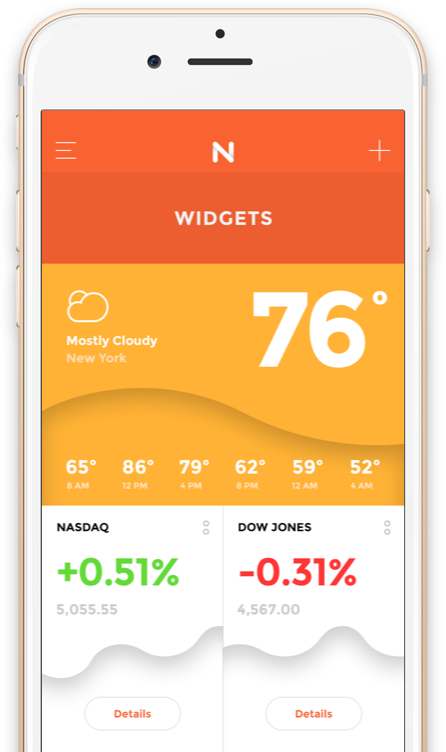 N
WIDGETS
76°
Mostly Cloudy
New York
65° 86° 79° 62° 59° 52°
8 AM 12 PM 4 PM 8 PM 12 AM 4 AM
NASDAQ
+0.51%
5,055.55
Details
DOW JONES
-0.31%
4,567.00
Details